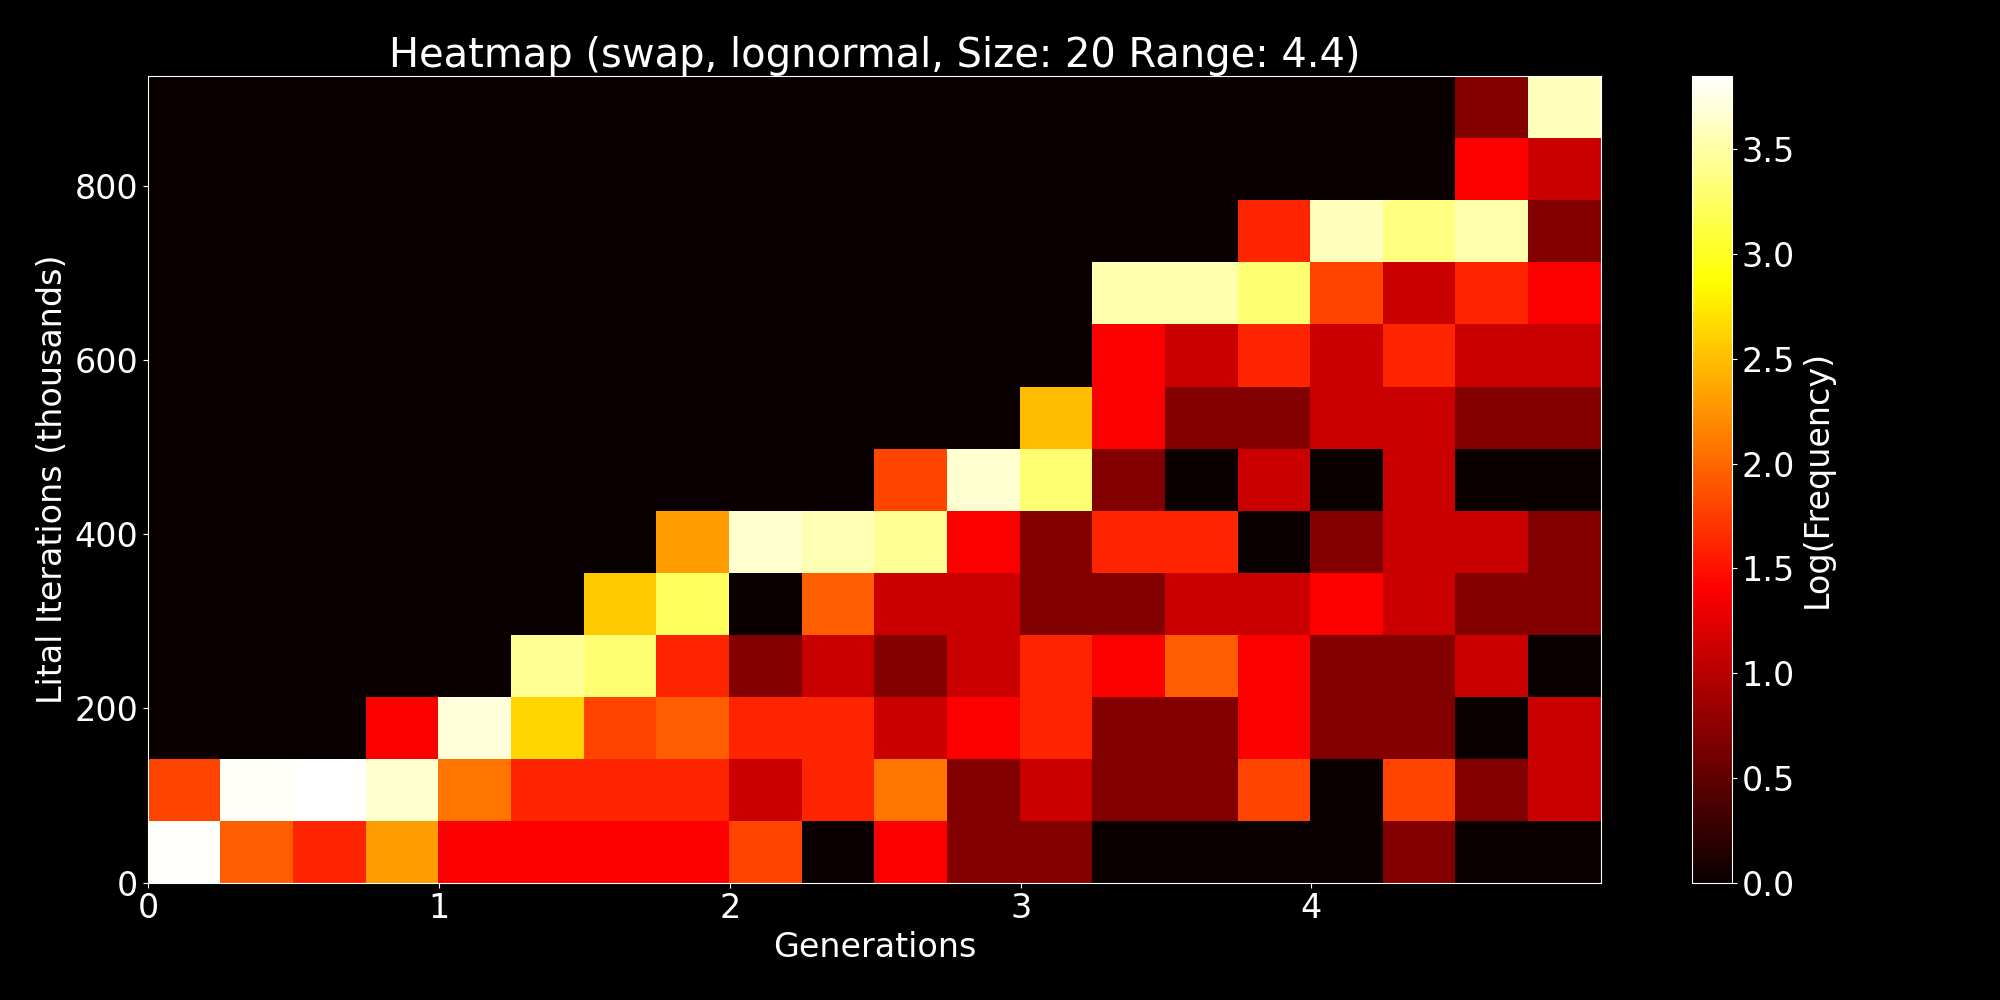 Heatmap (swap, lognormal, Size: 20 Range: 4.4)
Lital Iterations (thousands)
800
600
400
200
0
0 1 2 3 4
Generations
3.5
3.0
2.5
2.0
1.5
1.0
0.5
0.0
Log(Frequency)